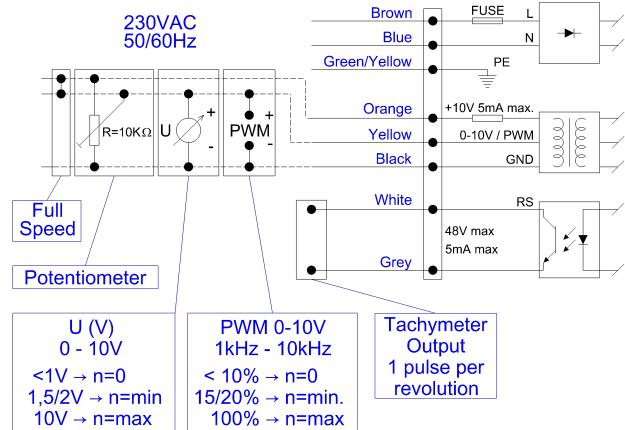 230VAC
50/60Hz
Brown
FUSE
L
Blue
N
Green/Yellow
PE
Orange
+10V 5mA max.
Yellow
0-10V / PWM
Black
GND
R=10KΩ
U
+
-
PWM
+
-
White
RS
48V max
5mA max
Grey
Full
Speed
Potentiometer
U (V)
0 - 10V
<1V → n=0
1,5/2V → n=min
10V → n=max
PWM 0-10V
1kHz - 10kHz
< 10% → n=0
15/20% → n=min.
100% → n=max
Tachymeter
Output
1 pulse per
revolution